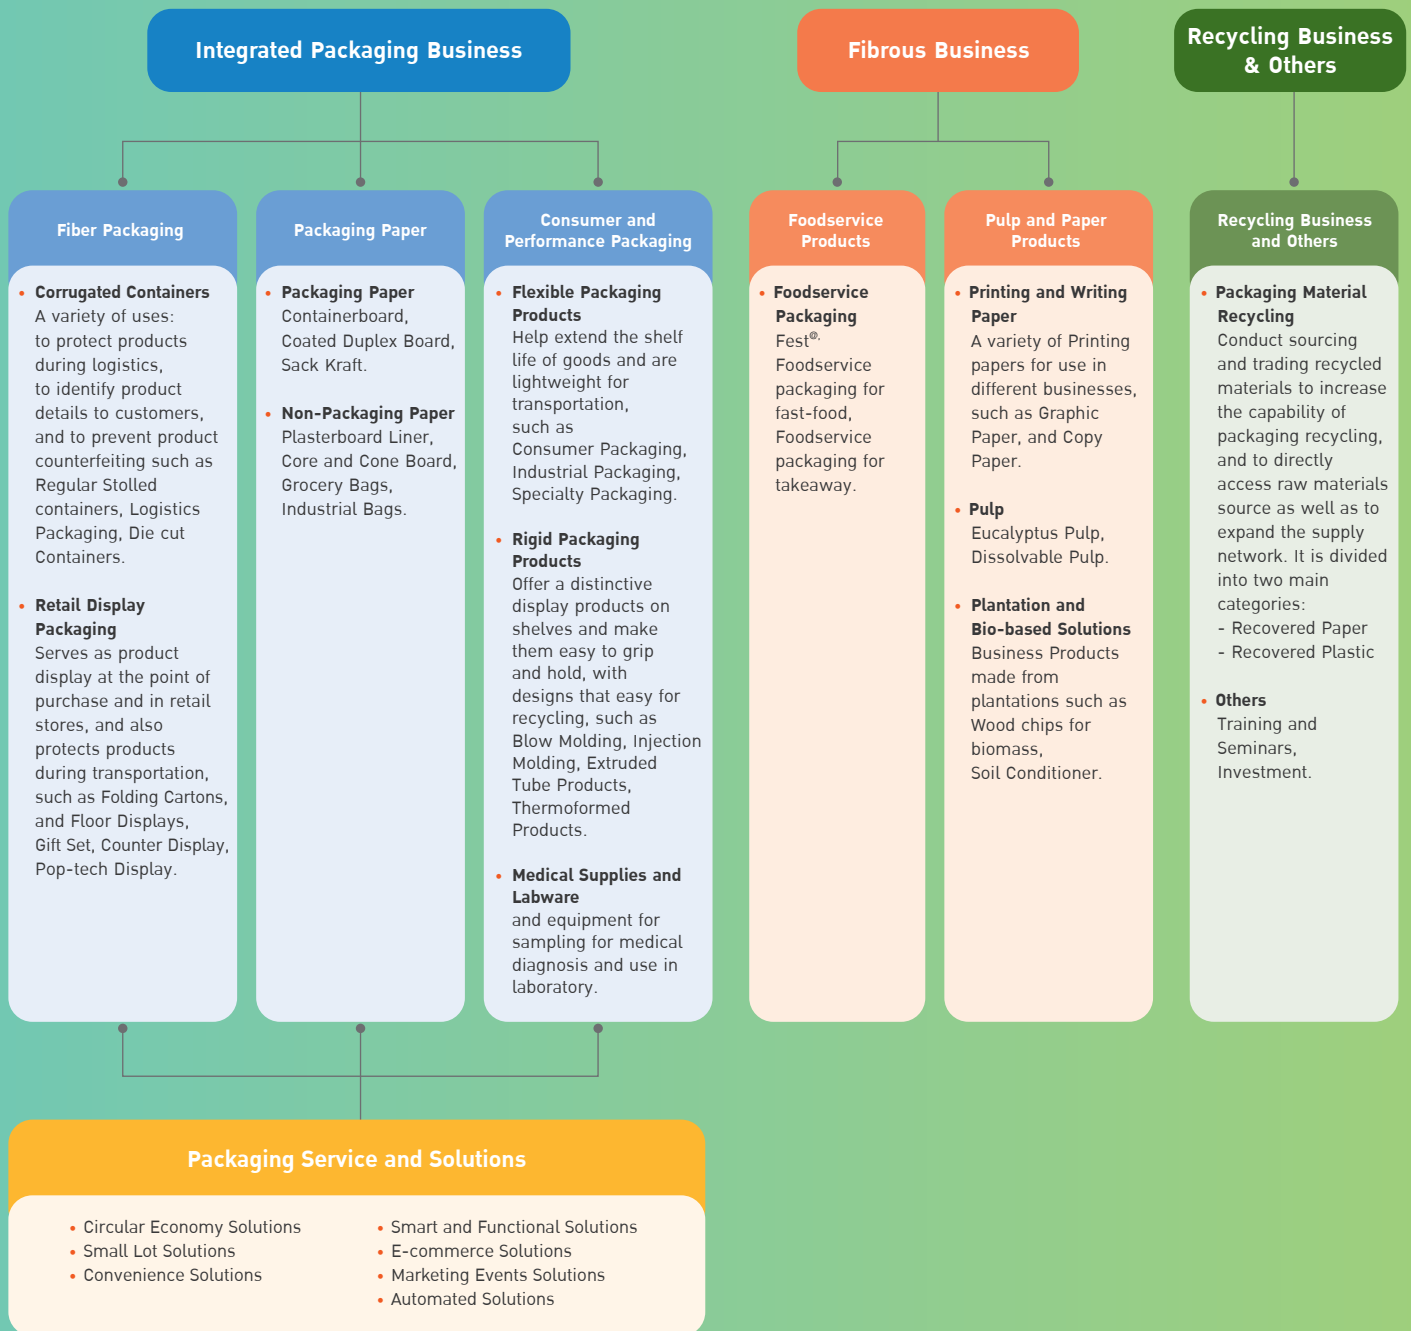 Integrated Packaging Business
Fibrous Business
Recycling Business
& Others
Fiber Packaging
• Corrugated Containers
A variety of uses:
to protect products
during logistics,
to identify product
details to customers,
and to prevent product
counterfeiting such as
Regular Stolled
containers, Logistics
Packaging, Die cut
Containers.
• Retail Display
Packaging
Serves as product
display at the point of
purchase and in retail
stores, and also
protects products
during transportation,
such as Folding Cartons,
and Floor Displays,
Gift Set, Counter Display,
Pop-tech Display.
Packaging Paper
• Packaging Paper
Containerboard,
Coated Duplex Board,
Sack Kraft.
• Non-Packaging Paper
Plasterboard Liner,
Core and Cone Board,
Grocery Bags,
Industrial Bags.
Consumer and
Performance Packaging
• Flexible Packaging
Products
Help extend the shelf
life of goods and are
lightweight for
transportation,
such as
Consumer Packaging,
Industrial Packaging,
Specialty Packaging.
• Rigid Packaging
Products
Offer a distinctive
display products on
shelves and make
them easy to grip
and hold, with
designs that easy for
recycling, such as
Blow Molding, Injection
Molding, Extruded
Tube Products,
Thermoformed
Products.
• Medical Supplies and
Labware
and equipment for
sampling for medical
diagnosis and use in
laboratory.
Foodservice
Products
• Foodservice
Packaging
Fest@,
Foodservice
packaging for
fast-food,
Foodservice
packaging for
takeaway.
Pulp and Paper
Products
• Printing and Writing
Paper
A variety of Printing
papers for use in
different businesses,
such as Graphic
Paper, and Copy
Paper.
• Pulp
Eucalyptus Pulp,
Dissolvable Pulp.
• Plantation and
Bio-based Solutions
Business Products
made from
plantations such as
Wood chips for
biomass,
Soil Conditioner.
Recycling Business
and Others
• Packaging Material
Recycling
Conduct sourcing
and trading recycled
materials to increase
the capability of
packaging recycling,
and to directly
access raw materials
source as well as to
expand the supply
network. It is divided
into two main
categories:
- Recovered Paper
- Recovered Plastic
• Others
Training and
Seminars,
Investment.
Packaging Service and Solutions
• Circular Economy Solutions
• Small Lot Solutions
• Convenience Solutions
• Smart and Functional Solutions
• E-commerce Solutions
• Marketing Events Solutions
• Automated Solutions